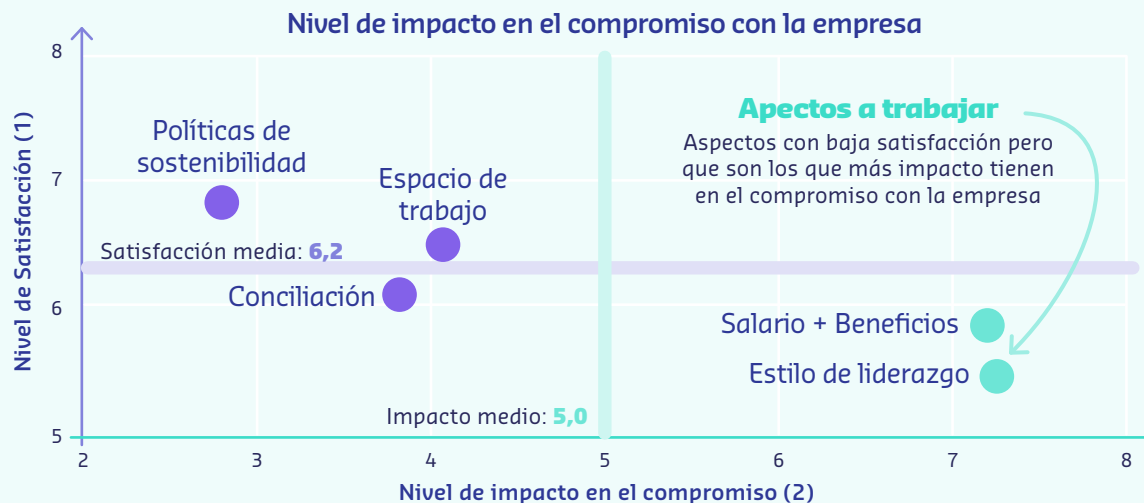 Nivel de impacto en el compromiso con la empresa
8
7
6
5
Nivel de Satisfacción (1)
Políticas de
sostenibilidad
Espacio de
trabajo
Satisfacción media: 6,2
Conciliación
Apectos a trabajar
Aspectos con baja satisfacción pero
que son los que más impacto tienen
en el compromiso con la empresa
Salario + Beneficios
Estilo de liderazgo
Impacto medio: 5,0
2
3
4
5
6
7
8
Nivel de impacto en el compromiso (2)